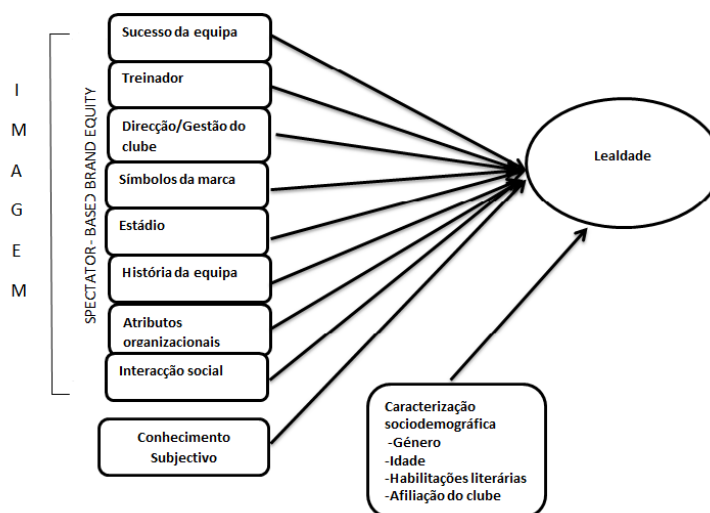 IMAGEM
SPECTATOR- BASED BRAND EQUITY
Sucesso da equipa
Treinador
Direcção/Gestão do
clube
Símbolos da marca
Estádio
História da equipa
Atributos
organizacionais
Interacção social
Conhecimento
Subjectivo
Lealdade
Caracterização
sociodemográfica
-Género
-Idade
-Habilitações literárias
-Afiliação do clube